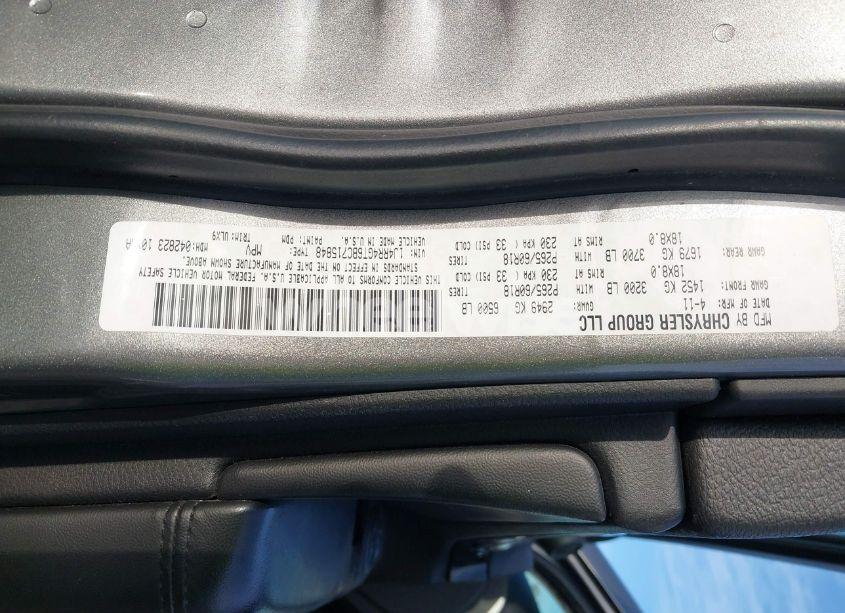 MFD BY CHRYSLER GROUP LLC
DATE OF MFR: 4-11 GVWR: 2949 KG 6500 LB
GAWR FRONT: 1452 KG 3200 LB WITH P265/60R18 TIRES
18X8.0 RIMS AT 230 KPA ( 33 PSI) COLD
GAWR REAR: 1679 KG 3700 LB WITH P265/60R18 TIRES
18X8.0 RIMS AT 230 KPA ( 33 PSI) COLD
THIS VEHICLE CONFORMS TO ALL APPLICABLE U.S.A. FEDERAL MOTOR VEHICLE SAFETY
STANDARDS IN EFFECT ON THE DATE OF MANUFACTURE SHOWN ABOVE.
VIN: 1J4RR4GT6BC715848 TYPE: MPV MDH:042823
VEHICLE MADE IN U.S.A. PAINT: PDM TRIM: ULX9